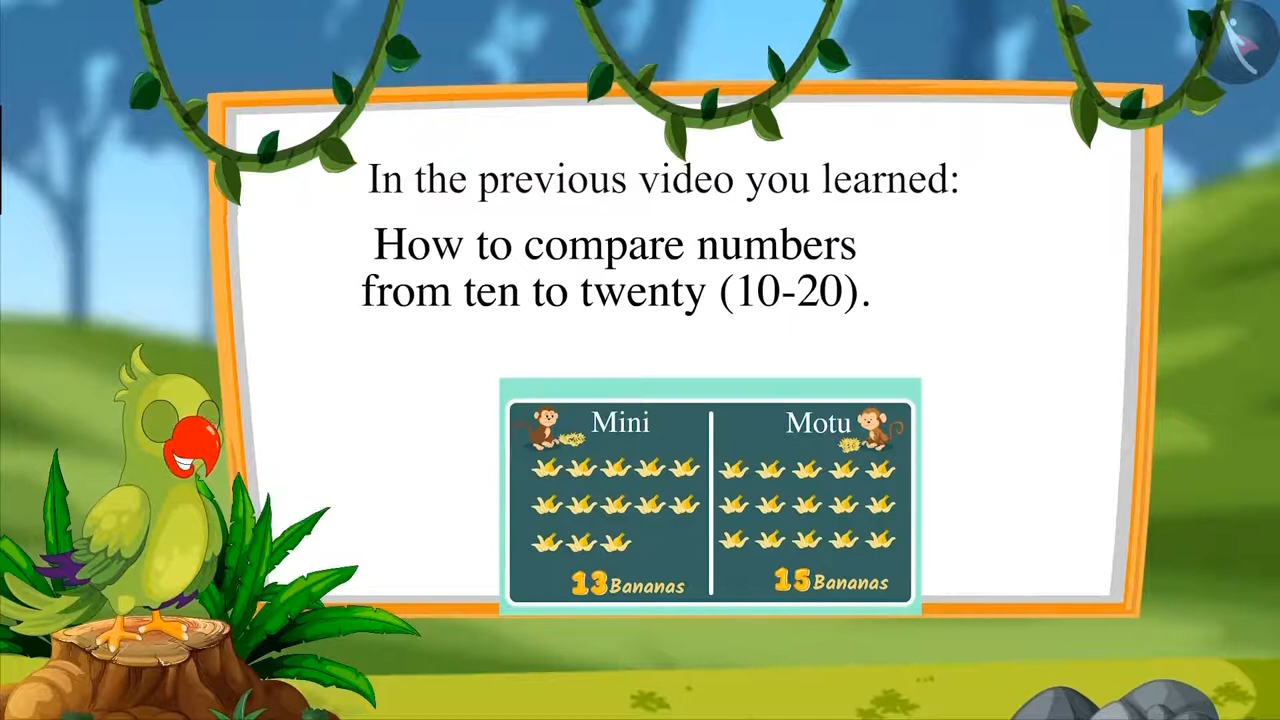 In the previous video you learned:
How to compare numbers
from ten to twenty (10-20).
Mini
Motu
13 Bananas
15 Bananas